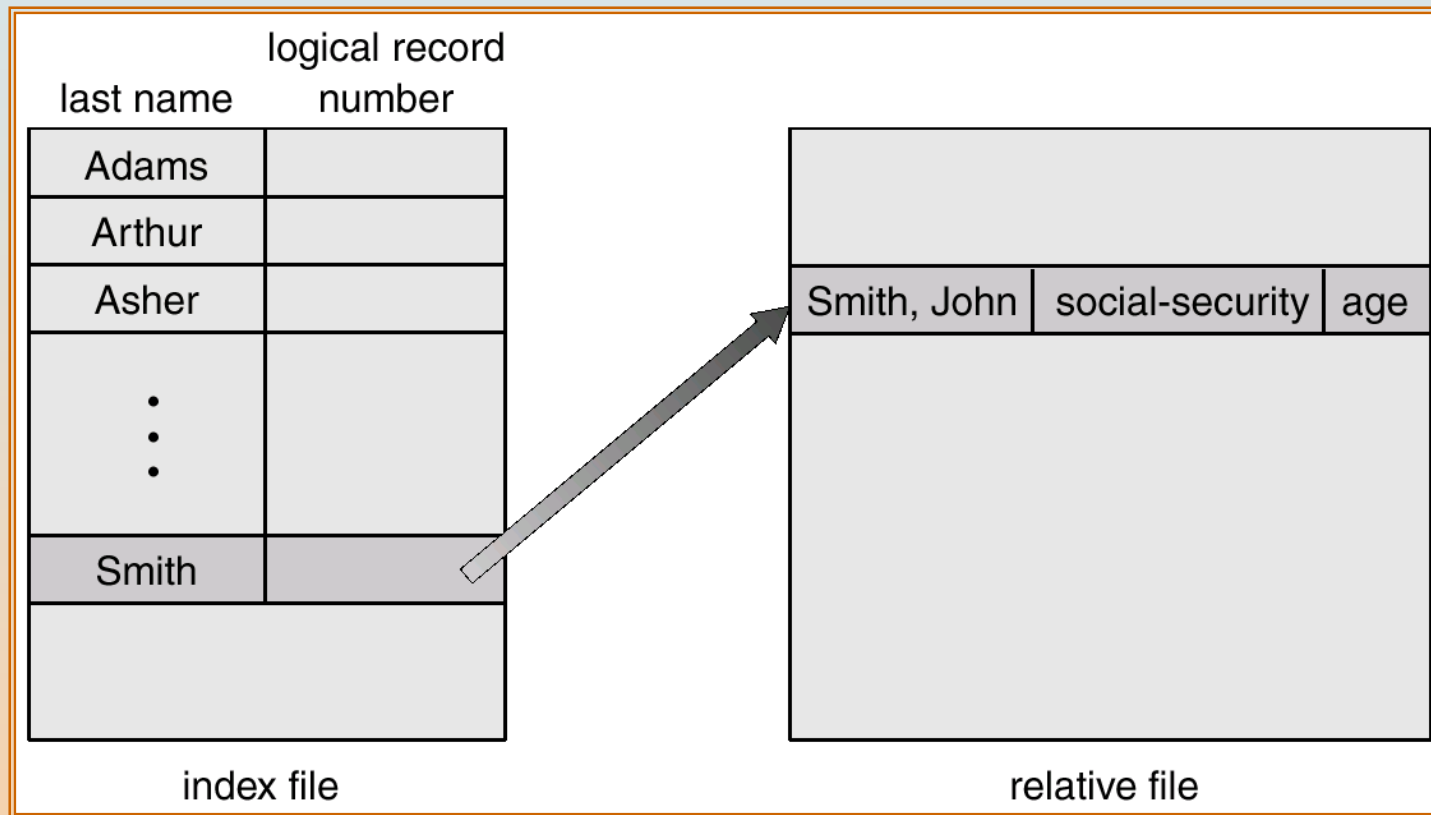 logical record
last name number
Adams
Arthur
Asher
Smith
Smith, John social-security age
index file
relative file